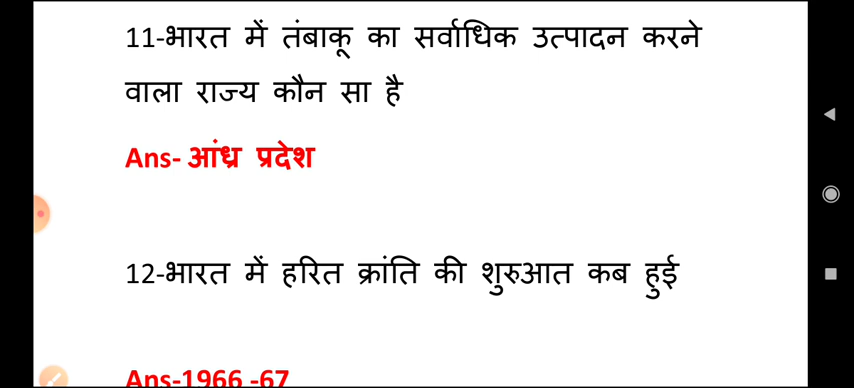 11-भारत में तंबाकू का सर्वाधिक उत्पादन करने
वाला राज्य कौन सा है
Ans- आंध्र प्रदेश
12-भारत में हरित क्रांति की शुरुआत कब हुई
Ans-1966 -67